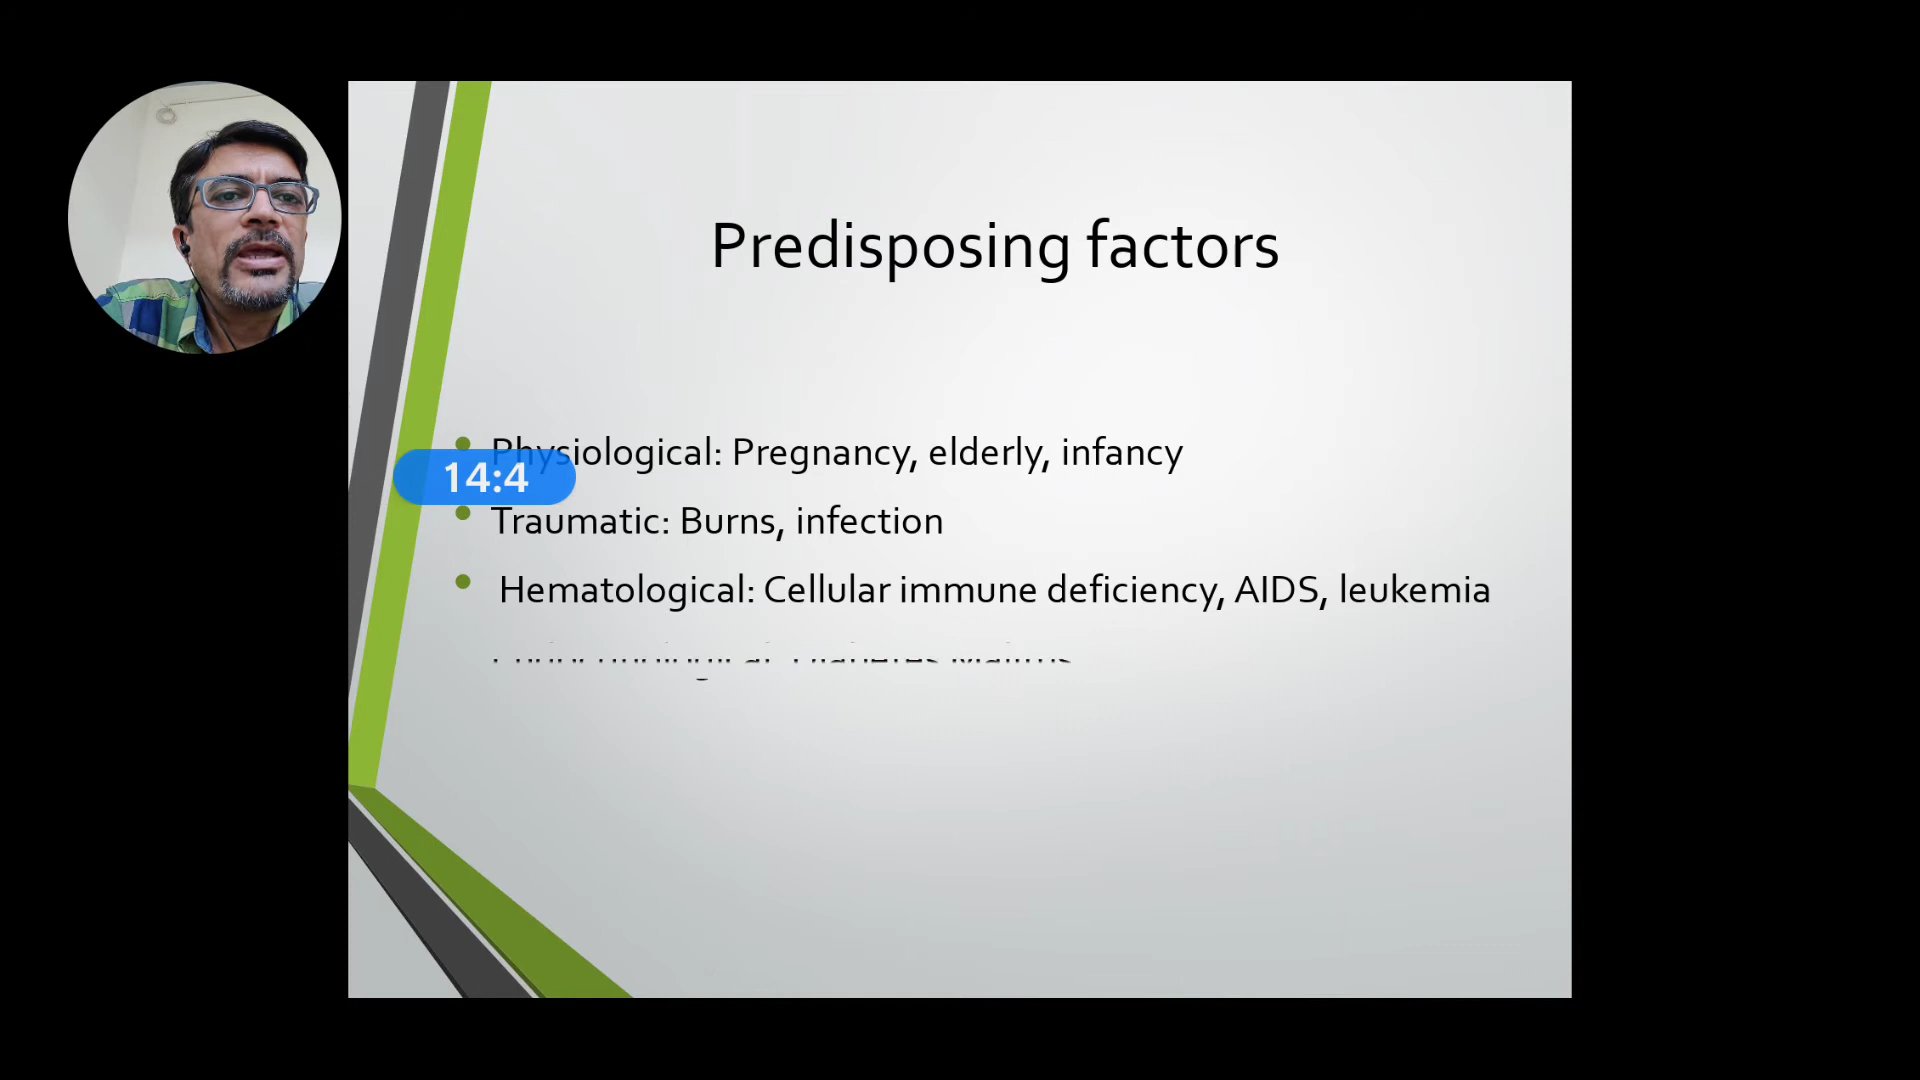 Predisposing factors
Physiological: Pregnancy, elderly, infancy
14:4
Traumatic: Burns, infection
Hematological: Cellular immune deficiency, AIDS, leukemia